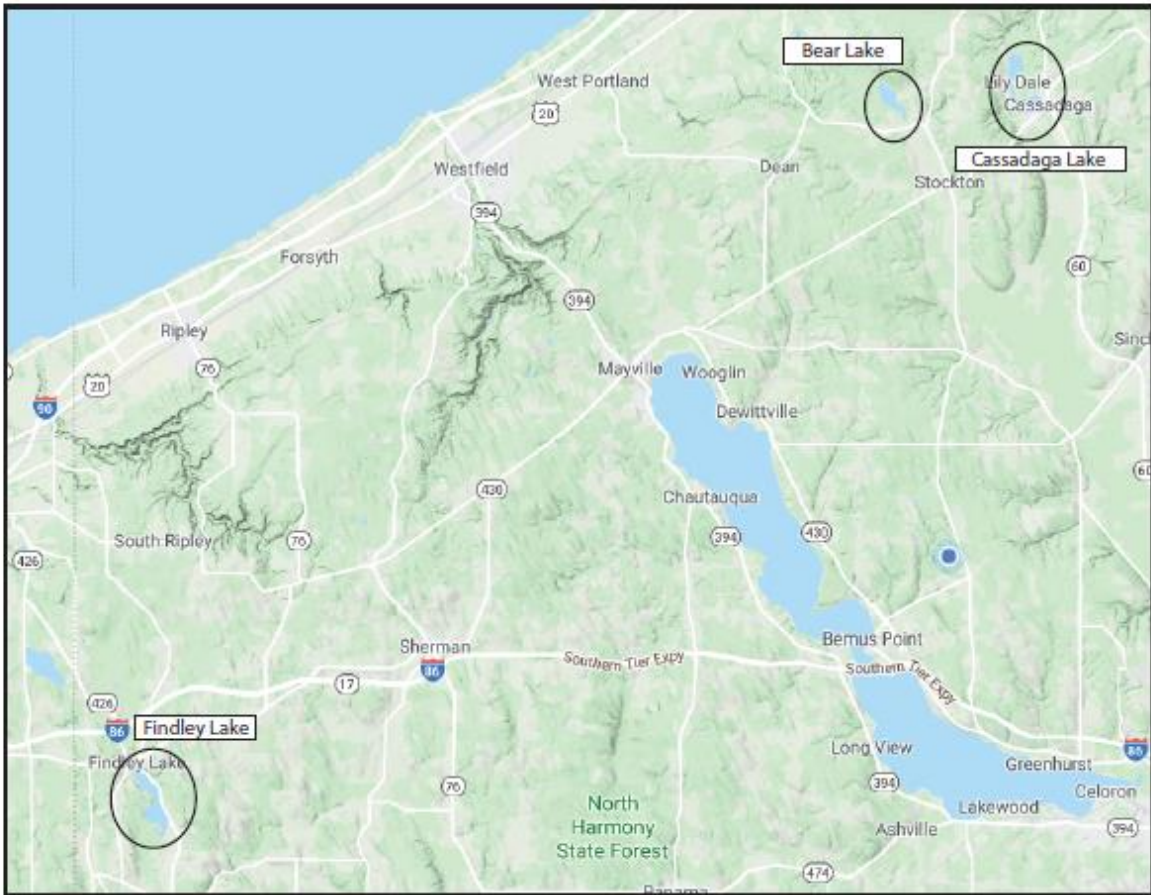 Bear Lake
West Portland
20
Lily Dale
Cassadaga
Cassadaga Lake
Westfield
Dean
Stockton
394
Forsyth
60
394
Ripley
76
20
Mayville
Wooglin
Sincl
90
Dewittville
60
430
Chautauqua
394
430
South Ripley
76
426
Sherman
Bemus Point
86
Southern Tier Expy
Southern Tier Expy
17
426
86
Findley Lake
Findley Lake
Long View
86
Greenhurst
76
394
Celoron
North
Harmony
State Forest
Lakewood
Ashville
394
474
Panama